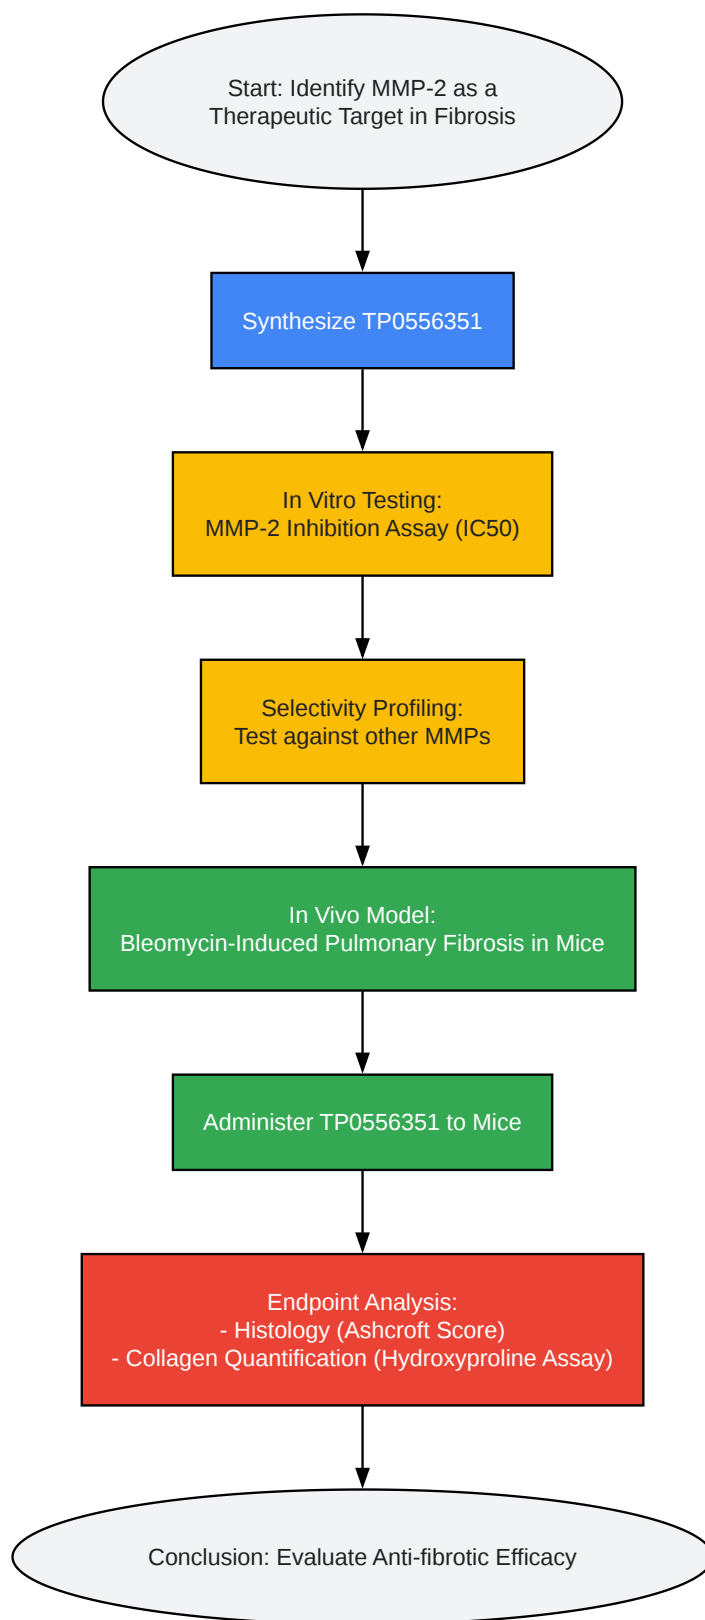 Start: Identify MMP-2 as a
Therapeutic Target in Fibrosis
Synthesize TP0556351
In Vitro Testing:
MMP-2 Inhibition Assay (IC50)
Selectivity Profiling:
Test against other MMPs
In Vivo Model:
Bleomycin-Induced Pulmonary Fibrosis in Mice
Administer TP0556351 to Mice
Endpoint Analysis:
- Histology (Ashcroft Score)
- Collagen Quantification (Hydroxyproline Assay)
Conclusion: Evaluate Anti-fibrotic Efficacy